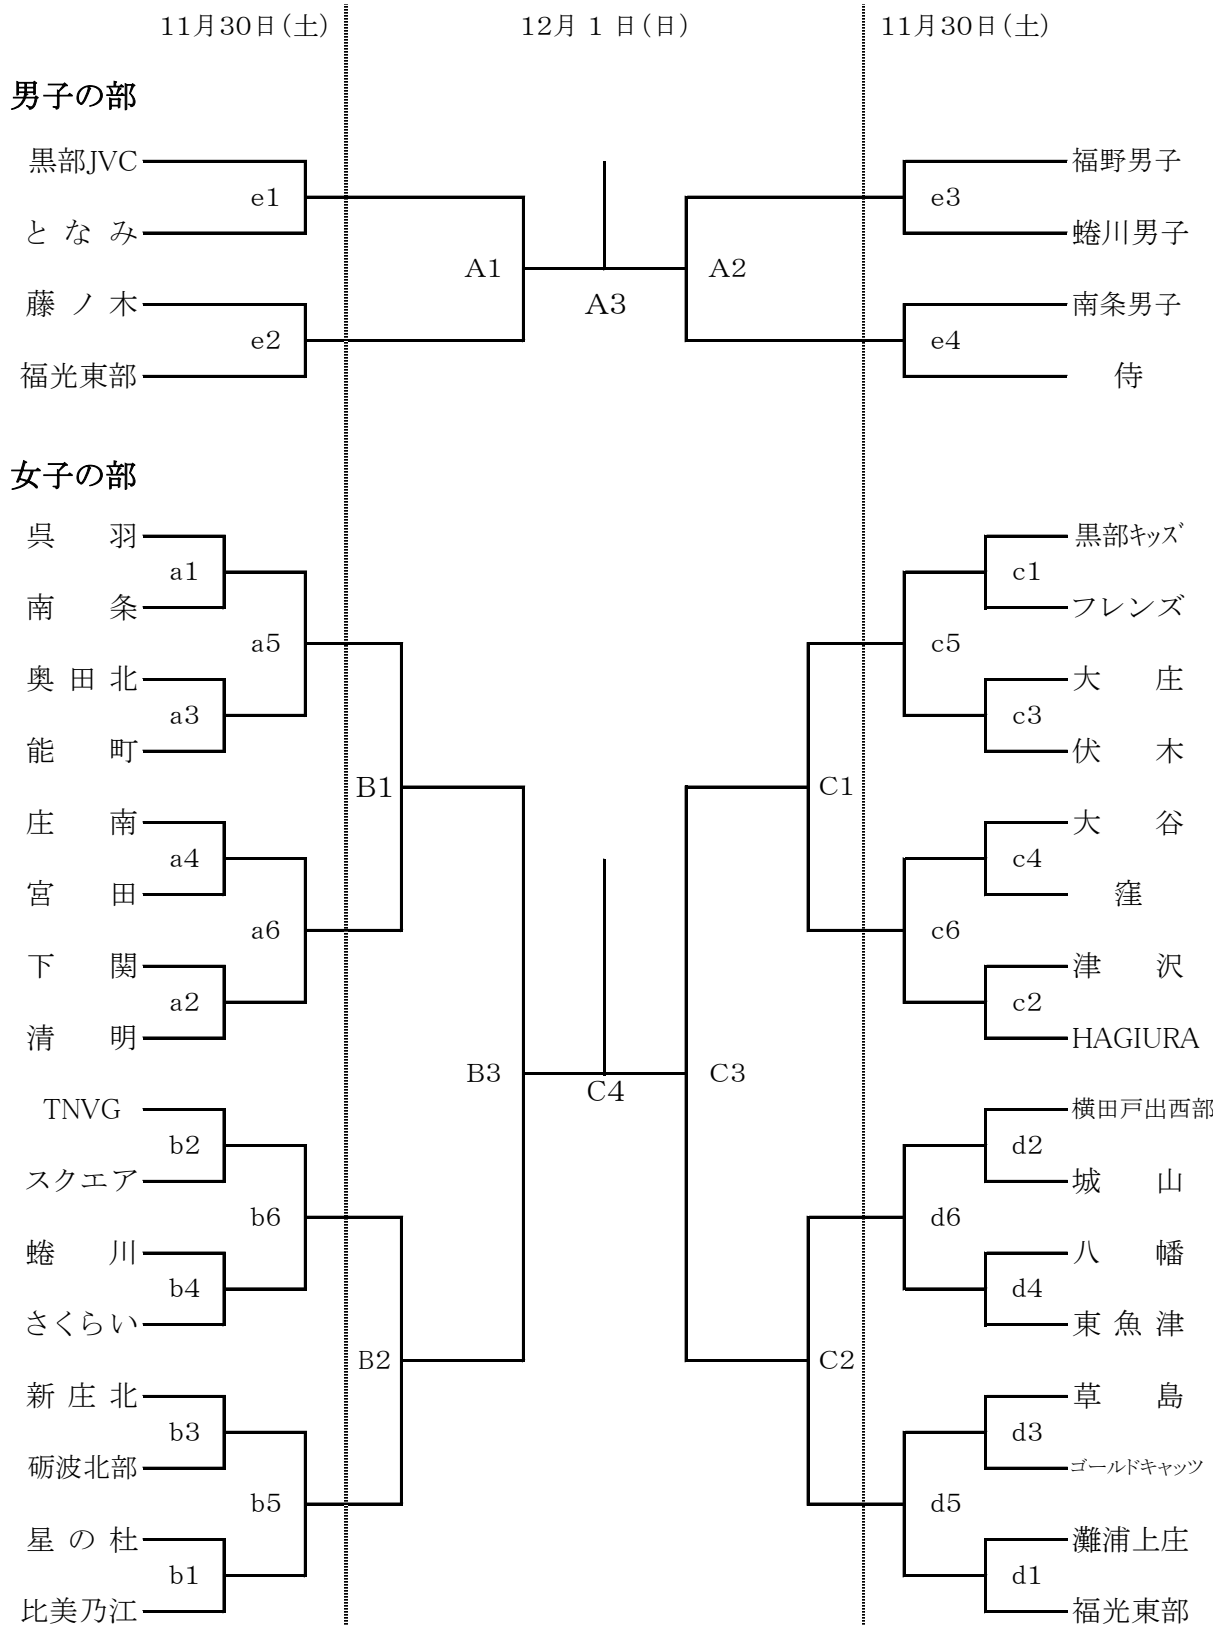 11月30日(土) 12月1日(日) 11月30日(土)
男子の部
黒部JVC 福野男子
e1 e3
となみ 蜷川男子
A1 A2
藤ノ木 A3 南条男子
e2 e4
福光東部 侍
女子の部
呉羽 黒部キッズ
a1 c1
南条 フレンズ
a5 c5
奥田北 大庄
a3 c3
能町 伏木
B1 C1
庄南 大谷
a4 c4
宮田 窪
a6 c6
下関 津沢
a2 c2
清明 HAGIURA
B3 C3
C4
TNVG 横田戸出西部
b2 d2
スクエア 城山
b6 d6
蜷川 八幡
b4 d4
さくらい 東魚津
B2 C2
新庄北 草島
b3 d3
砺波北部 ゴールドキャッツ
b5 d5
星の杜 灘浦上庄
b1 d1
比美乃江 福光東部